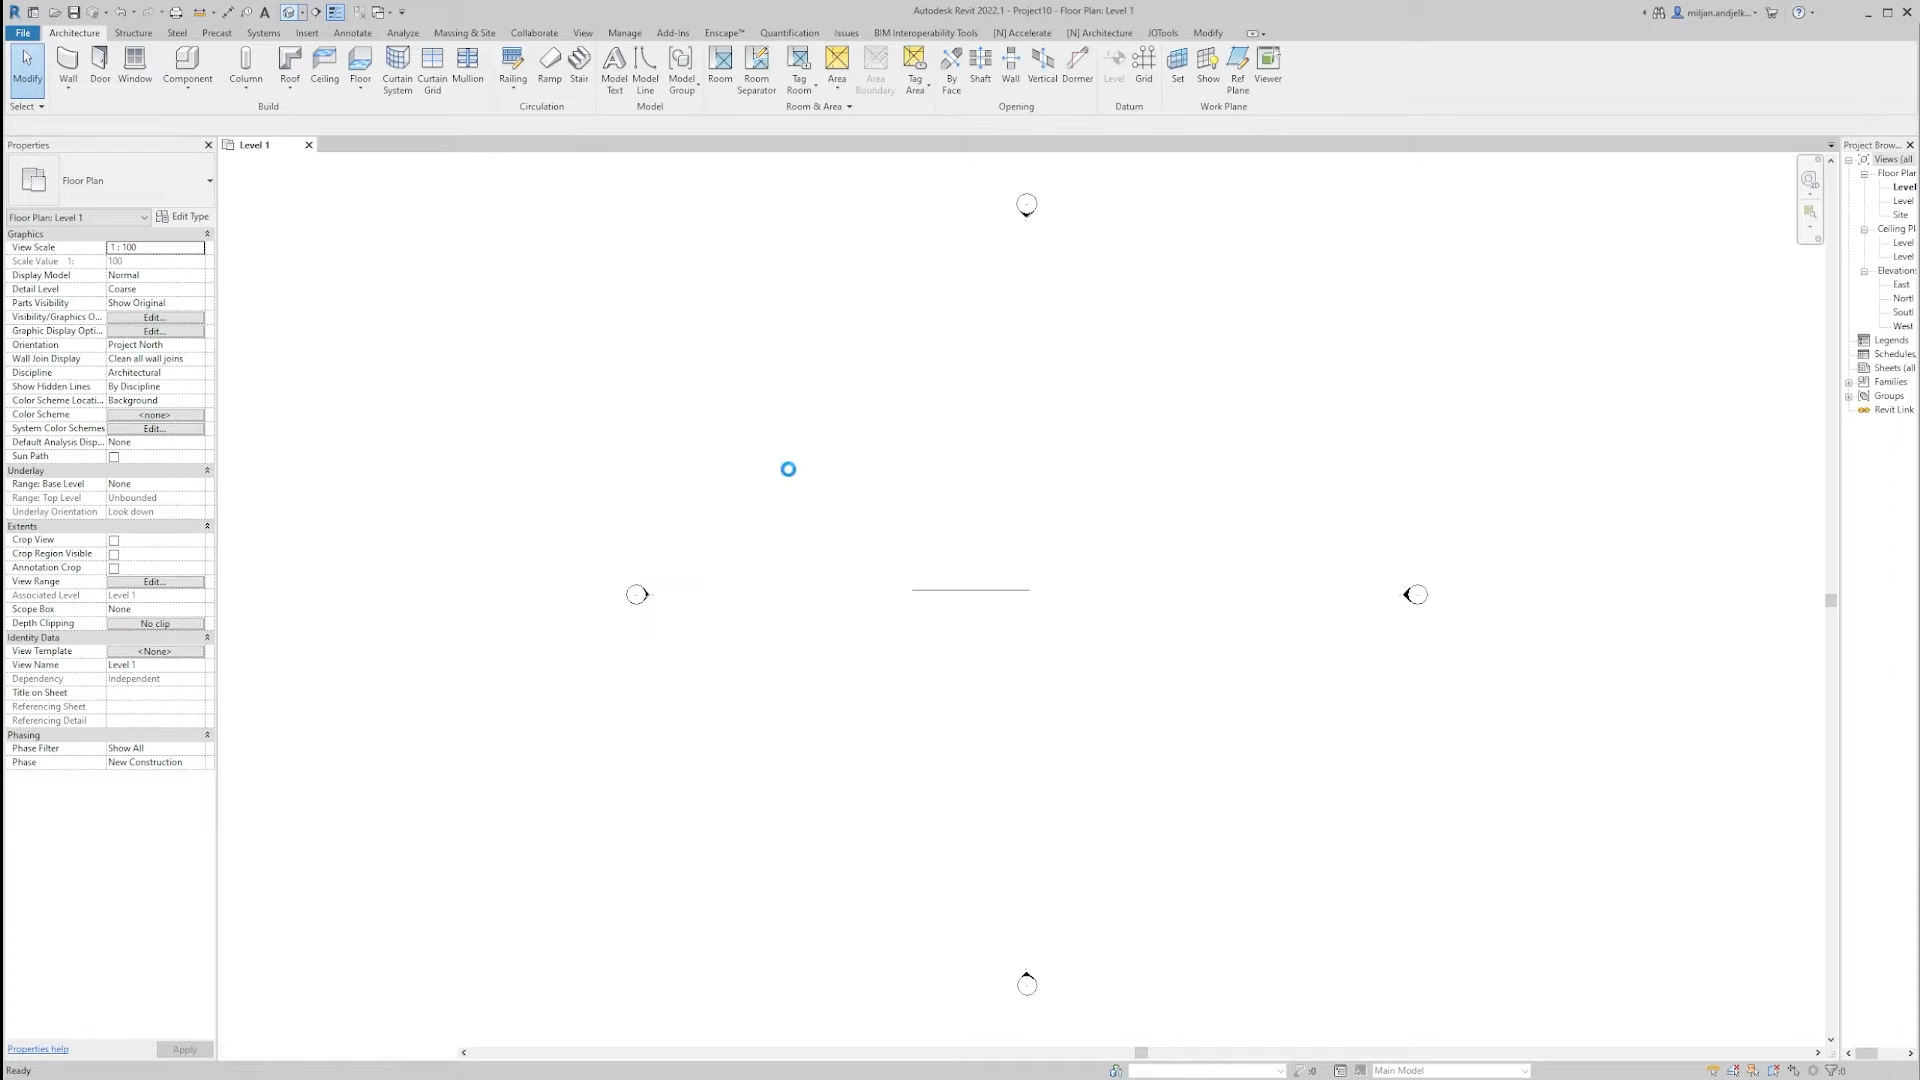 Autodesk Revit 2022.1 - Project10 - Floor Plan: Level 1
miljan.andjelk...
File Architecture Structure Steel Precast Systems Insert Annotate Analyze Massing & Site Collaborate View Manage Add-Ins Enscape™ Quantification Issues BIM Interoperability Tools [N] Accelerate [N] Architecture JOTools Modify
Modify Wall Door Window Component Column Roof Ceiling Floor Curtain System Curtain Grid Mullion Railing Ramp Stair Model Text Model Line Model Group Room Room Separator Tag Room Area Area Boundary Tag Area By Face Shaft Wall Vertical Dormer Level Grid Set Show Ref Plane Viewer
Select Build Circulation Model Room & Area Opening Datum Work Plane
Properties
Level 1
Project Brow...
Floor Plan
Floor Plan: Level 1 Edit Type
Graphics
View Scale 1 : 100
Scale Value 1: 100
Display Model Normal
Detail Level Coarse
Parts Visibility Show Original
Visibility/Graphics O... Edit...
Graphic Display Opti... Edit...
Orientation Project North
Wall Join Display Clean all wall joins
Discipline Architectural
Show Hidden Lines By Discipline
Color Scheme Locati... Background
Color Scheme <none>
System Color Schemes Edit...
Default Analysis Disp... None
Sun Path
Underlay
Range: Base Level None
Range: Top Level Unbounded
Underlay Orientation Look down
Extents
Crop View
Crop Region Visible
Annotation Crop
View Range Edit...
Associated Level Level 1
Scope Box None
Depth Clipping No clip
Identity Data
View Template <None>
View Name Level 1
Dependency Independent
Title on Sheet
Referencing Sheet
Referencing Detail
Phasing
Phase Filter Show All
Phase New Construction
Properties help Apply
Views (all
Floor Plan
Level
Level
Site
Ceiling Pl
Level
Level
Elevations
East
North
South
West
Legends
Schedules
Sheets (all
Families
Groups
Revit Link
Ready
:0
Main Model
:0